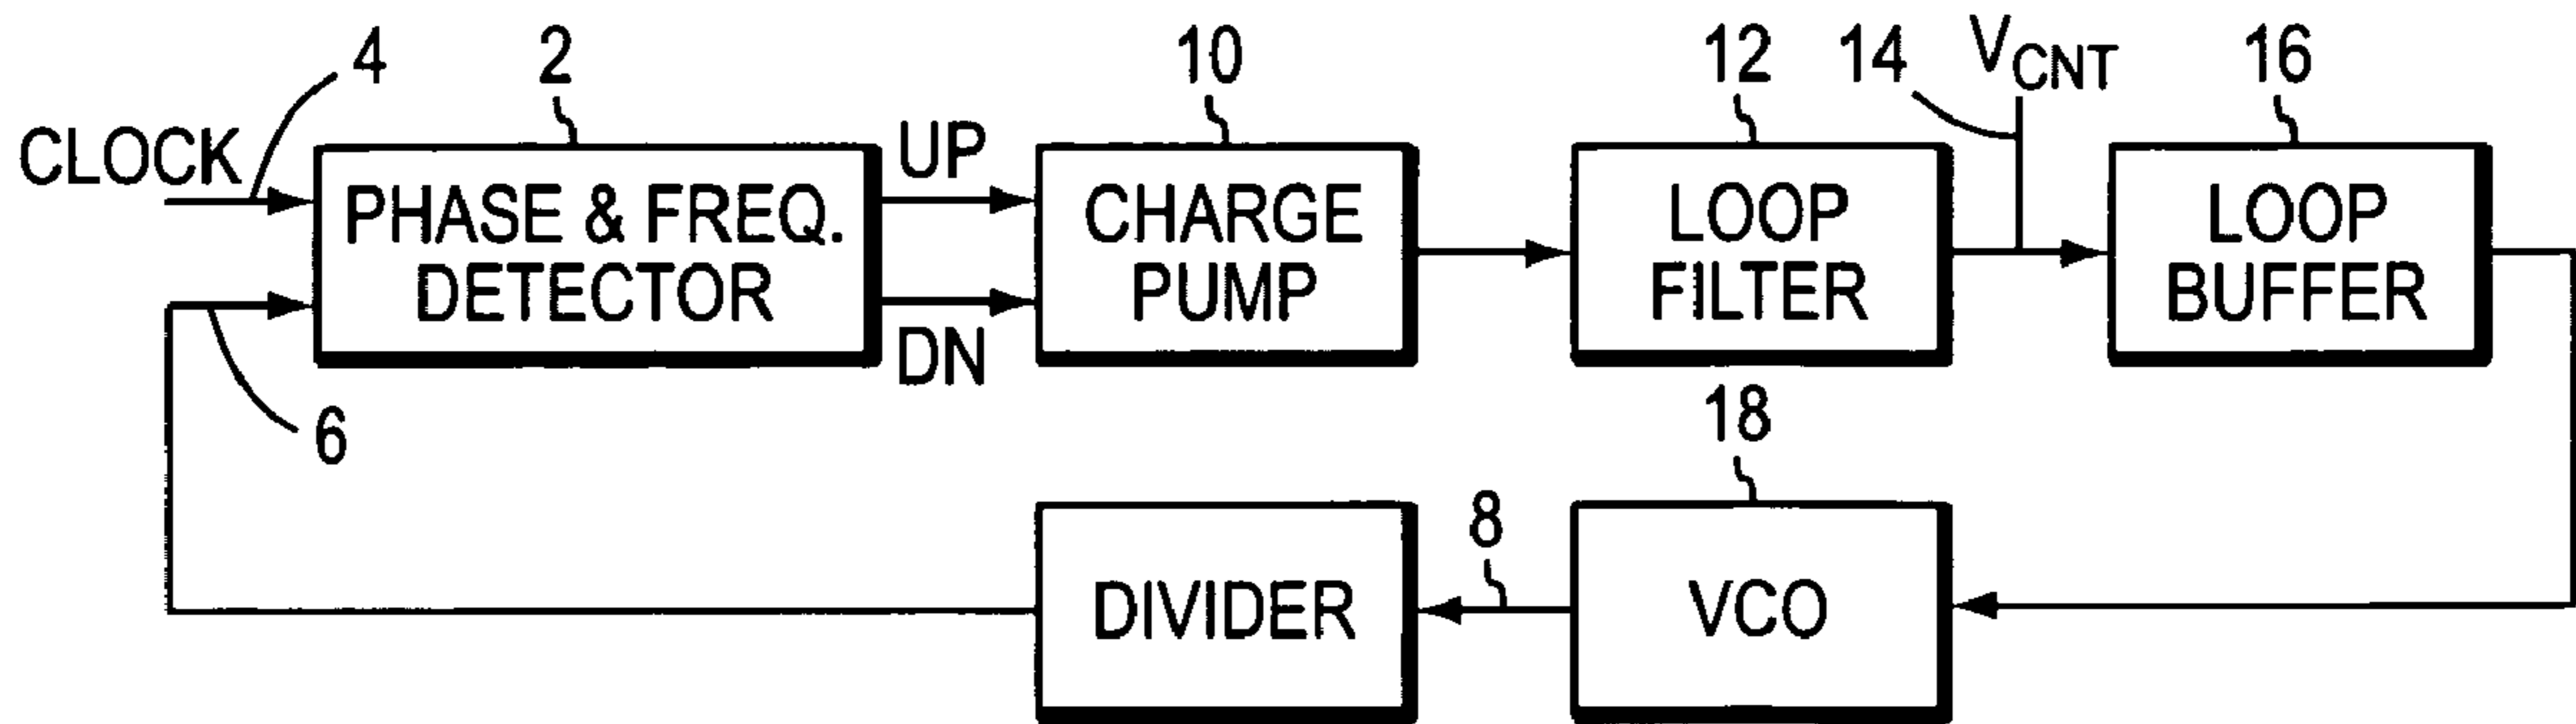 4
2
10
12
14
VCNT
16
CLOCK
PHASE & FREQ.
DETECTOR
UP
DN
CHARGE
PUMP
LOOP
FILTER
LOOP
BUFFER
6
18
8
DIVIDER
VCO